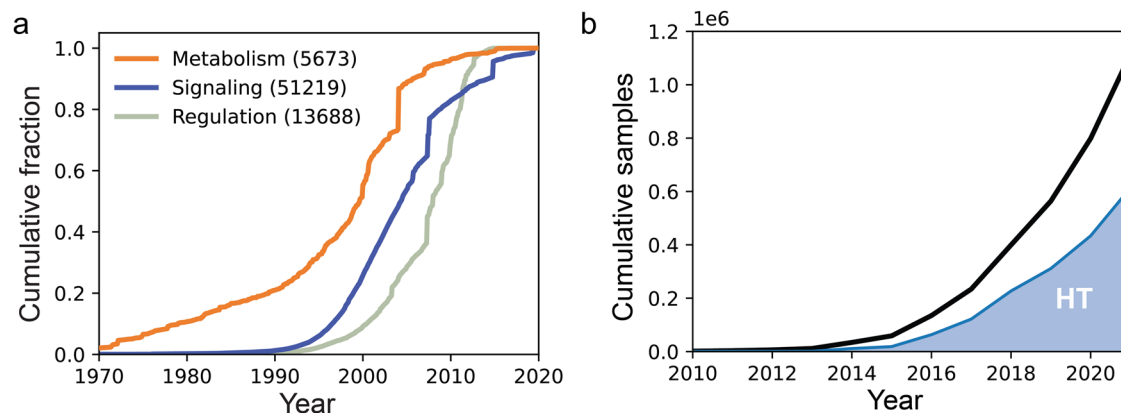 a
Cumulative fraction
1.0
0.8
0.6
0.4
0.2
0.0
Metabolism (5673)
Signaling (51219)
Regulation (13688)
1970 1980 1990 2000 2010 2020
Year
b
1e6
Cumulative samples
1.2
1.0
0.8
0.6
0.4
0.2
0.0
HT
2010 2012 2014 2016 2018 2020
Year